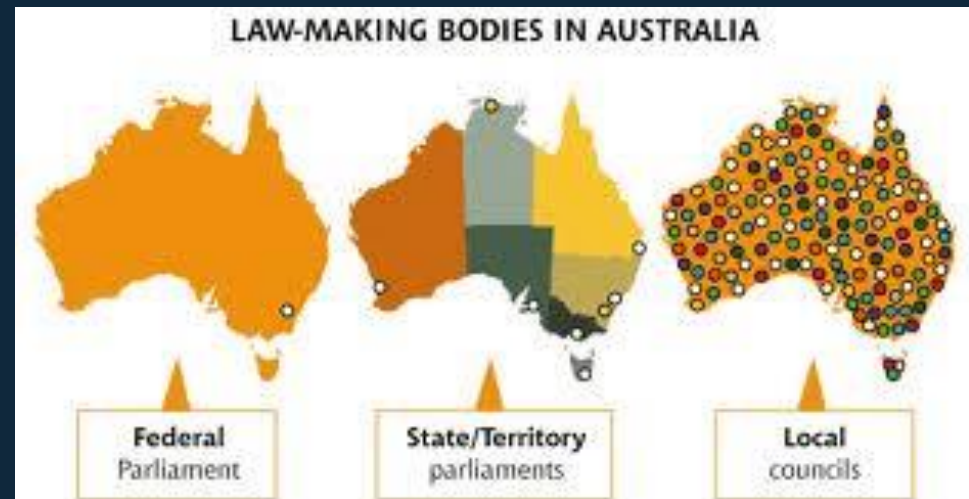 LAW-MAKING BODIES IN AUSTRALIA
Federal
Parliament
State/Territory
parliaments
Local
councils